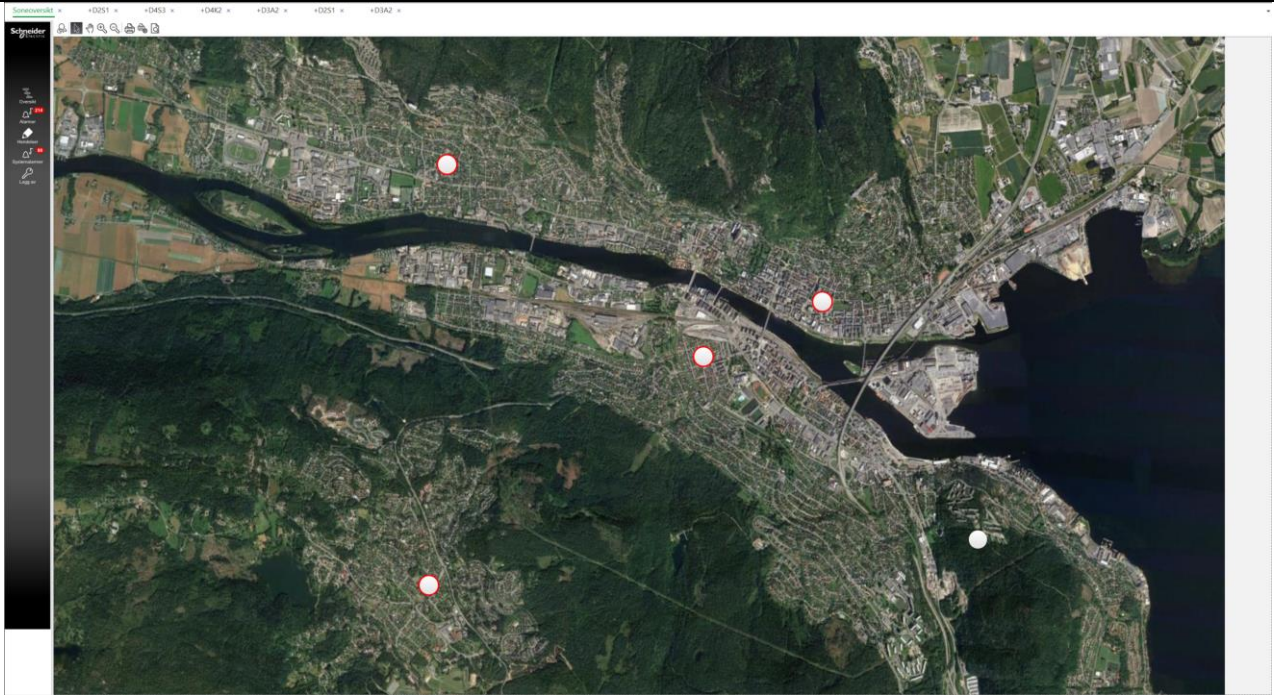 Soneoversikt × +D2S1 × +D4S3 × +D4K2 × +D3A2 × +D2S1 × +D3A2 ×
Schneider
Electric
Oversikt
Alarmer
Hendelser
Systemalarmer
Logg av